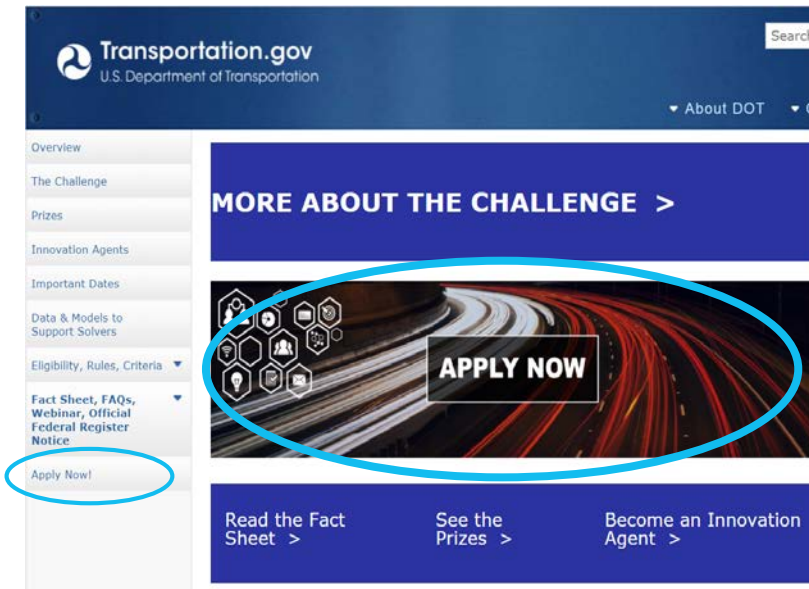 Transportation.gov
U.S. Department of Transportation
Search
About DOT
Overview
The Challenge
Prizes
Innovation Agents
Important Dates
Data & Models to
Support Solvers
Eligibility, Rules, Criteria
Fact Sheet, FAQs,
Webinar, Official
Federal Register
Notice
Apply Now!
MORE ABOUT THE CHALLENGE >
APPLY NOW
Read the Fact
Sheet >
See the
Prizes >
Become an Innovation
Agent >